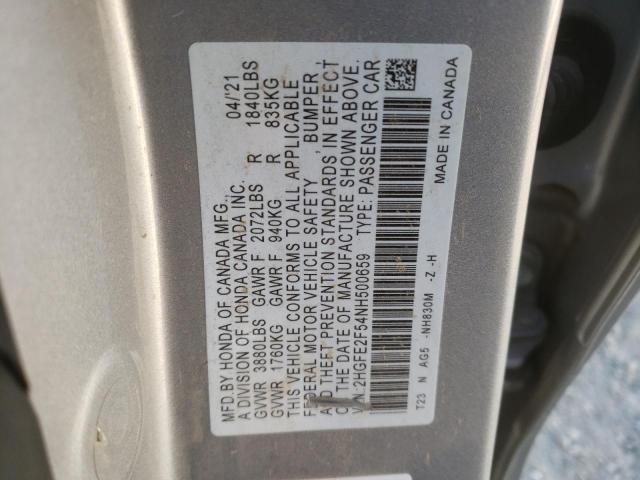 MFD.BY HONDA OF CANADA MFG., 04/'21
A DIVISION OF HONDA CANADA INC.
GVWR 3880LBS GAWR F 2072LBS R 1840LBS
GVWR 1760KG GAWR F 940KG R 835KG
THIS VEHICLE CONFORMS TO ALL APPLICABLE
FEDERAL MOTOR VEHICLE SAFETY , BUMPER ,
AND THEFT PREVENTION STANDARDS IN EFFECT
ON THE DATE OF MANUFACTURE SHOWN ABOVE.
VIN: 2HGFE2F54NH500659 TYPE: PASSENGER CAR
T23 N AG5 -NH830M -Z -H MADE IN CANADA